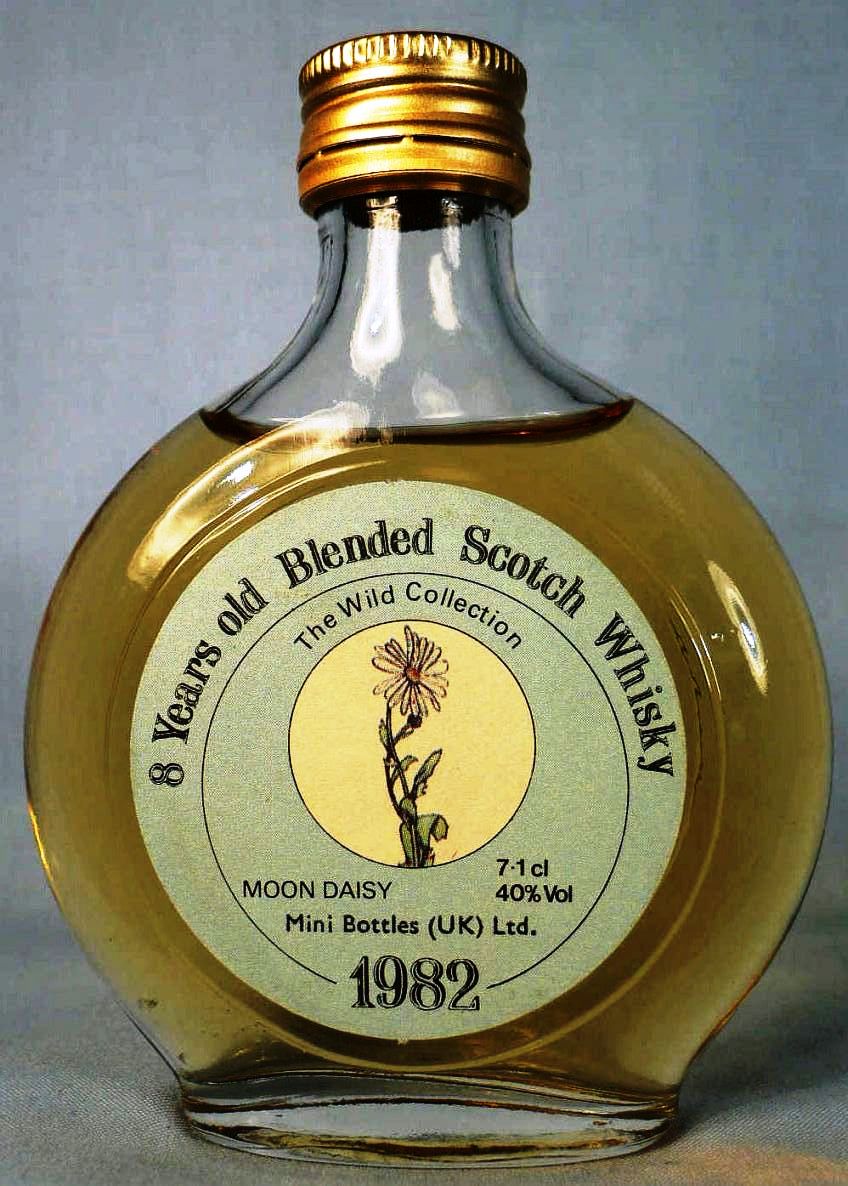 8 Years old Blended Scotch Whisky
The Wild Collection
MOON DAISY
7·1 cl
40% Vol
Mini Bottles (UK) Ltd.
1982